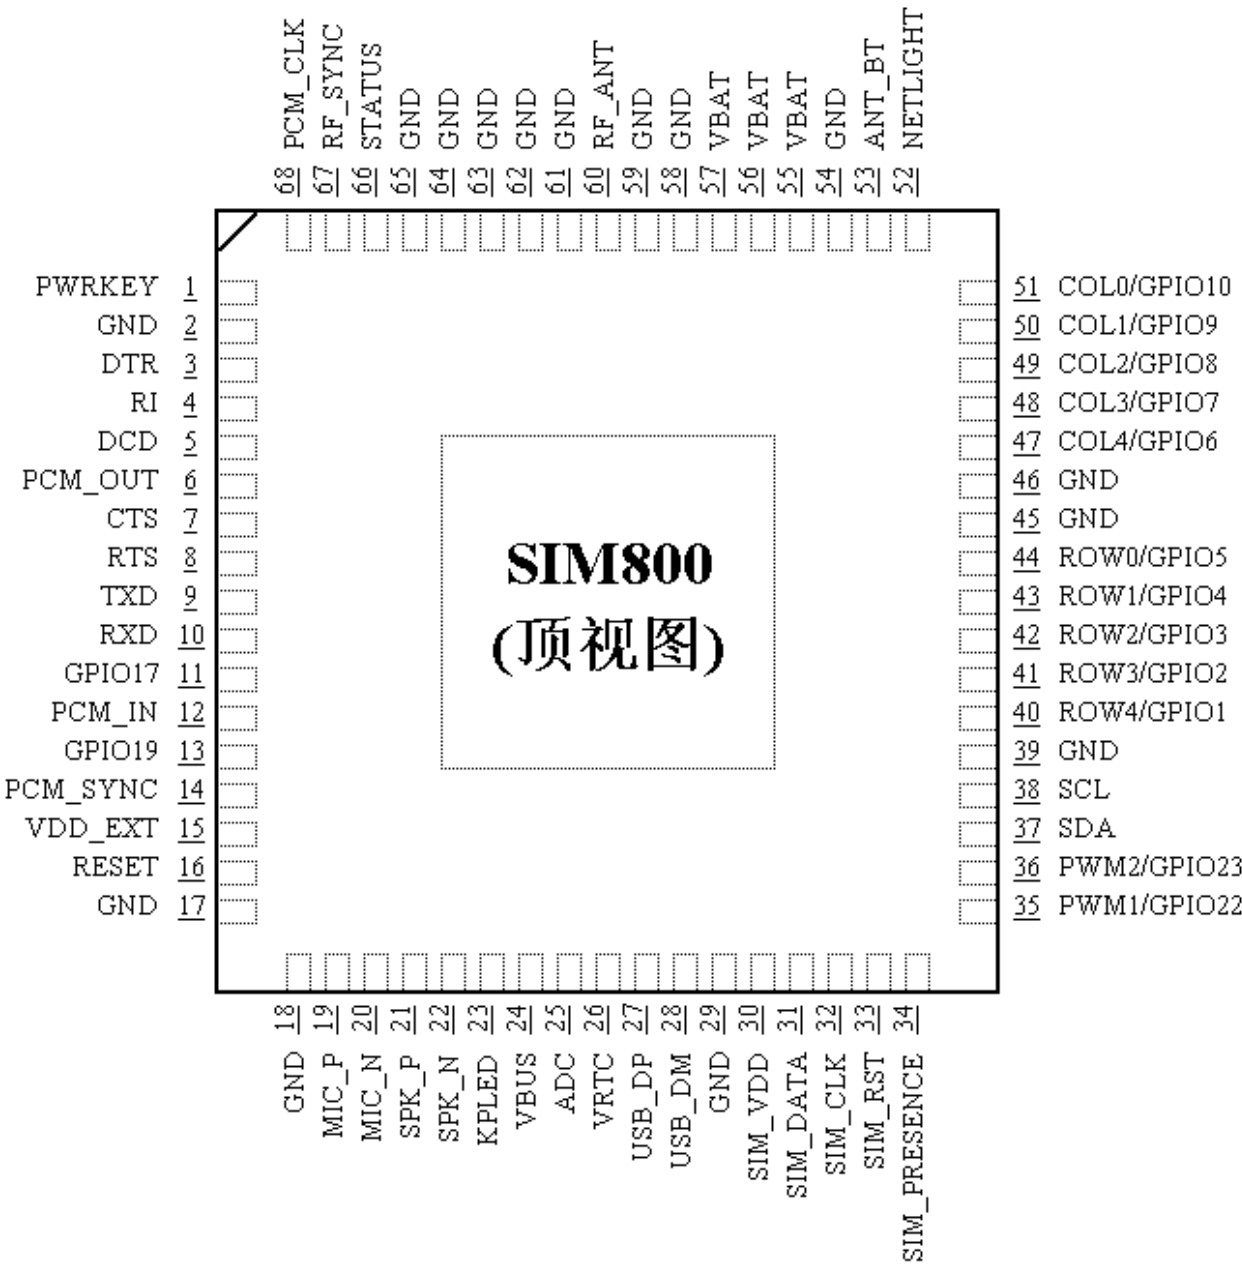 PCM_CLK
RF_SYNC
STATUS
GND
GND
GND
GND
GND
RF_ANT
GND
GND
VBAT
VBAT
VBAT
GND
ANT_BT
NETLIGHT
68
67
66
65
64
63
62
61
60
59
58
57
56
55
54
53
52
PWRKEY 1
GND 2
DTR 3
RI 4
DCD 5
PCM_OUT 6
CTS 7
RTS 8
TXD 9
RXD 10
GPIO17 11
PCM_IN 12
GPIO19 13
PCM_SYNC 14
VDD_EXT 15
RESET 16
GND 17
SIM800
(顶视图)
51 COL0/GPIO10
50 COL1/GPIO9
49 COL2/GPIO8
48 COL3/GPIO7
47 COL4/GPIO6
46 GND
45 GND
44 ROW0/GPIO5
43 ROW1/GPIO4
42 ROW2/GPIO3
41 ROW3/GPIO2
40 ROW4/GPIO1
39 GND
38 SCL
37 SDA
36 PWM2/GPIO23
35 PWM1/GPIO22
18
19
20
21
22
23
24
25
26
27
28
29
30
31
32
33
34
GND
MIC_P
MIC_N
SPK_P
SPK_N
KPLED
VBUS
ADC
VRTC
USB_DP
USB_DM
GND
SIM_VDD
SIM_DATA
SIM_CLK
SIM_RST
SIM_PRESENCE